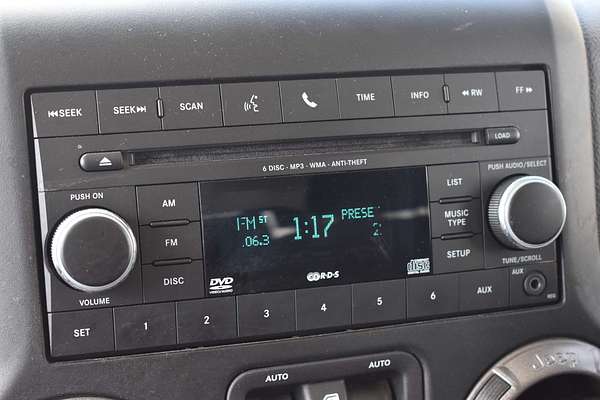 SEEK
SEEK
SCAN
TIME
INFO
RW
FF
LOAD
6 DISC - MP3 - WMA - ANTI-THEFT
PUSH ON
VOLUME
AM
FM
DISC
FM ST
06.3
1:17
PRESE
2
DVD
R·D·S
LIST
MUSIC
TYPE
SETUP
PUSH AUDIO/SELECT
TUNE/SCROLL
AUX
SET
1
2
3
4
5
6
AUX
AUTO
AUTO
Jeep